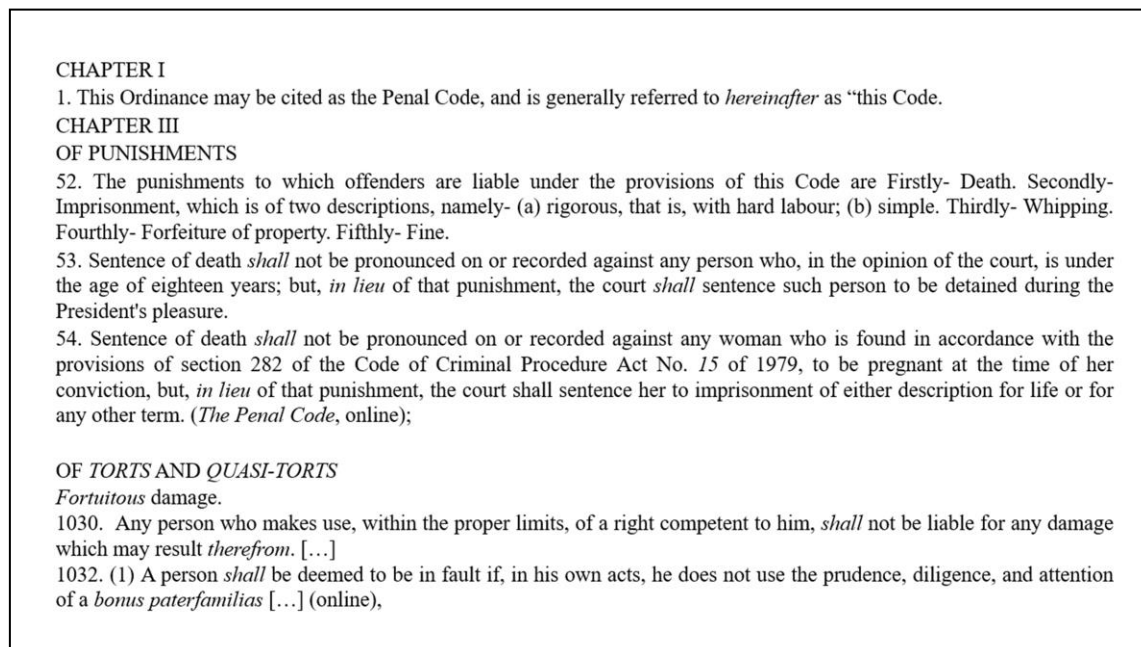 CHAPTER I
1. This Ordinance may be cited as the Penal Code, and is generally referred to hereinafter as “this Code.
CHAPTER III
OF PUNISHMENTS
52. The punishments to which offenders are liable under the provisions of this Code are Firstly- Death. Secondly-
Imprisonment, which is of two descriptions, namely- (a) rigorous, that is, with hard labour; (b) simple. Thirdly- Whipping.
Fourthly- Forfeiture of property. Fifthly- Fine.
53. Sentence of death shall not be pronounced on or recorded against any person who, in the opinion of the court, is under
the age of eighteen years; but, in lieu of that punishment, the court shall sentence such person to be detained during the
President's pleasure.
54. Sentence of death shall not be pronounced on or recorded against any woman who is found in accordance with the
provisions of section 282 of the Code of Criminal Procedure Act No. 15 of 1979, to be pregnant at the time of her
conviction, but, in lieu of that punishment, the court shall sentence her to imprisonment of either description for life or for
any other term. (The Penal Code, online);
OF TORTS AND QUASI-TORTS
Fortuitous damage.
1030. Any person who makes use, within the proper limits, of a right competent to him, shall not be liable for any damage
which may result therefrom. […]
1032. (1) A person shall be deemed to be in fault if, in his own acts, he does not use the prudence, diligence, and attention
of a bonus paterfamilias […] (online),